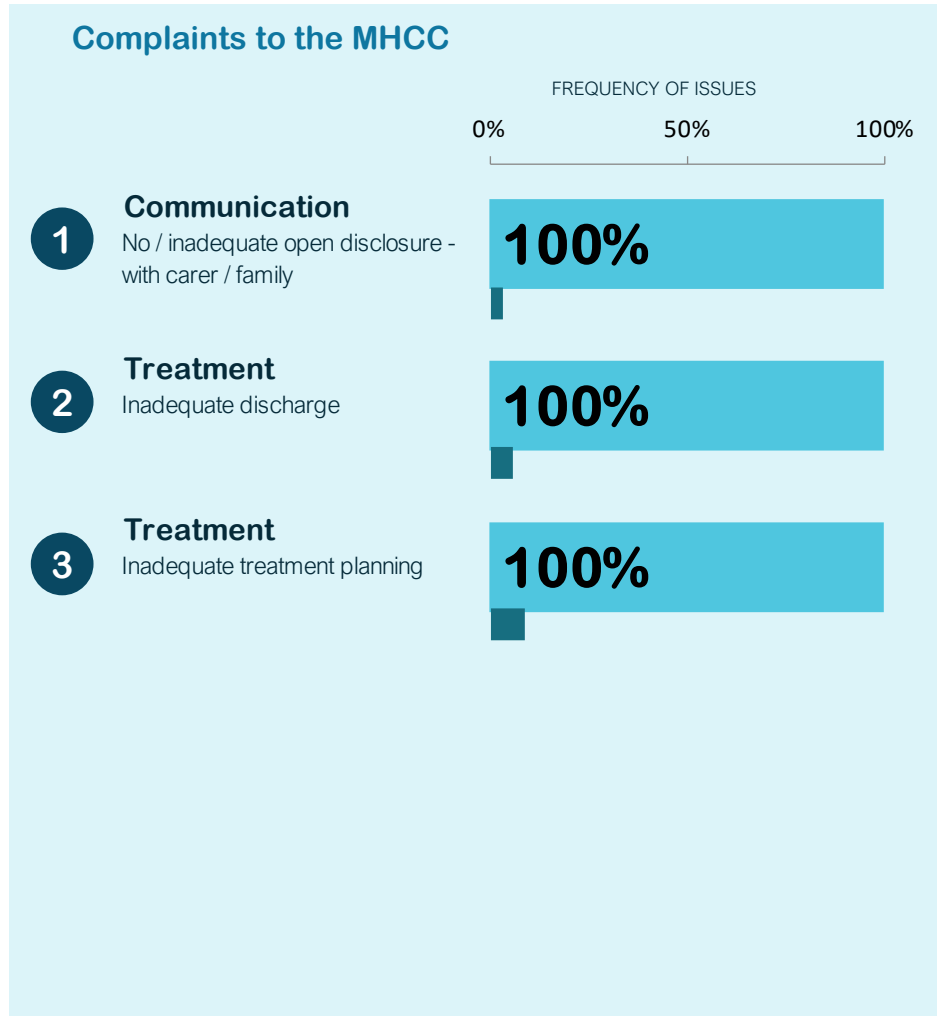 Complaints to the MHCC
FREQUENCY OF ISSUES
0% 50% 100%
1
Communication
No / inadequate open disclosure -
with carer / family
100%
2
Treatment
Inadequate discharge
100%
3
Treatment
Inadequate treatment planning
100%